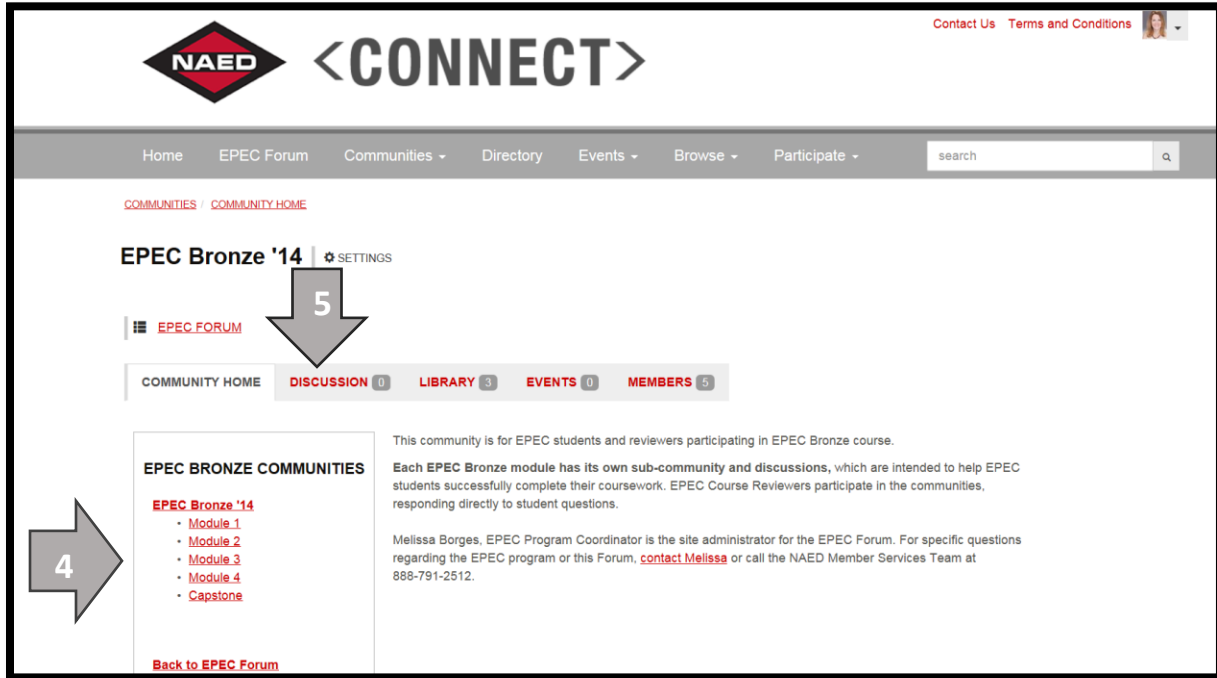 Contact Us Terms and Conditions
NAED <CONNECT>
Home EPEC Forum Communities Directory Events Browse Participate search
COMMUNITIES / COMMUNITY HOME
EPEC Bronze '14 | SETTINGS
5
EPEC FORUM
COMMUNITY HOME DISCUSSION 0 LIBRARY 3 EVENTS 0 MEMBERS 5
EPEC BRONZE COMMUNITIES
EPEC Bronze '14
• Module 1
• Module 2
• Module 3
• Module 4
• Capstone
Back to EPEC Forum
4
This community is for EPEC students and reviewers participating in EPEC Bronze course.
Each EPEC Bronze module has its own sub-community and discussions, which are intended to help EPEC
students successfully complete their coursework. EPEC Course Reviewers participate in the communities,
responding directly to student questions.
Melissa Borges, EPEC Program Coordinator is the site administrator for the EPEC Forum. For specific questions
regarding the EPEC program or this Forum, contact Melissa or call the NAED Member Services Team at
888-791-2512.